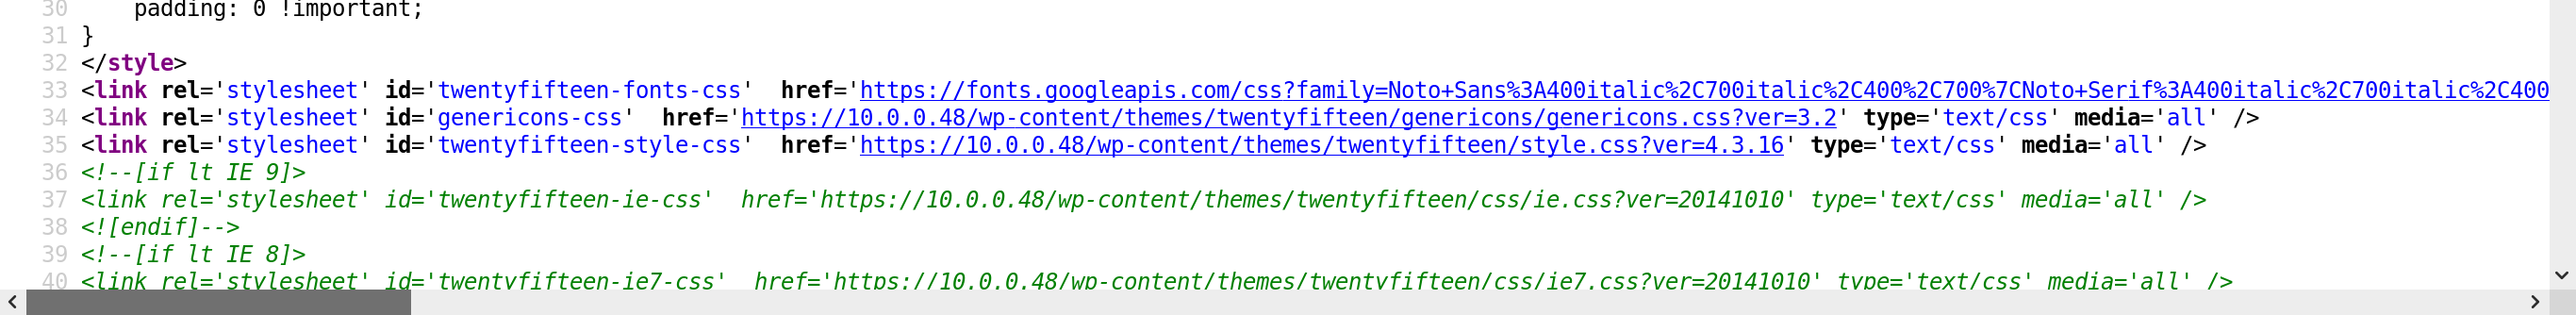 30     padding: 0 !important;
31 }
32 </style>
33 <link rel='stylesheet' id='twentyfifteen-fonts-css'  href='https://fonts.googleapis.com/css?family=Noto+Sans%3A400italic%2C700italic%2C400%2C700%7CNoto+Serif%3A400italic%2C700italic%2C400
34 <link rel='stylesheet' id='genericons-css'  href='https://10.0.0.48/wp-content/themes/twentyfifteen/genericons/genericons.css?ver=3.2' type='text/css' media='all' />
35 <link rel='stylesheet' id='twentyfifteen-style-css'  href='https://10.0.0.48/wp-content/themes/twentyfifteen/style.css?ver=4.3.16' type='text/css' media='all' />
36 <!--[if lt IE 9]>
37 <link rel='stylesheet' id='twentyfifteen-ie-css'  href='https://10.0.0.48/wp-content/themes/twentyfifteen/css/ie.css?ver=20141010' type='text/css' media='all' />
38 <![endif]-->
39 <!--[if lt IE 8]>
40 <link rel='stylesheet' id='twentyfifteen-ie7-css'  href='https://10.0.0.48/wp-content/themes/twentyfifteen/css/ie7.css?ver=20141010' type='text/css' media='all' />